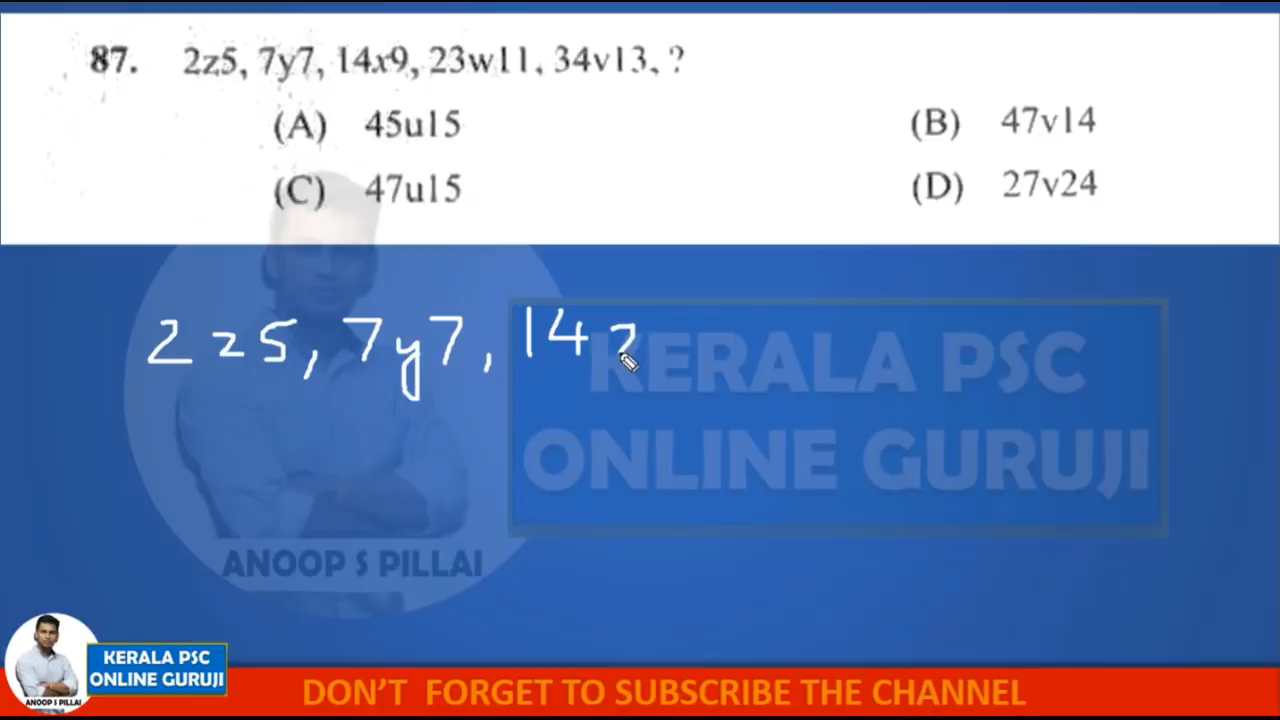 87. 2z5, 7y7, 14x9, 23w11, 34v13, ?
(A) 45u15 (B) 47v14
(C) 47u15 (D) 27v24
2z5, 7y7, 14
KERALA PSC
ONLINE GURUJI
ANOOP S PILLAI
KERALA PSC
ONLINE GURUJI
ANOOP S PILLAI
DON'T FORGET TO SUBSCRIBE THE CHANNEL